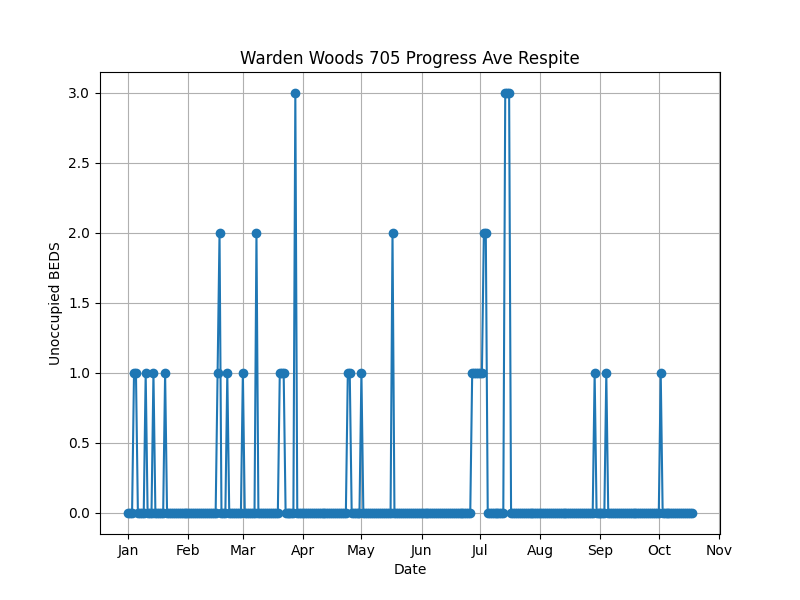 Warden Woods 705 Progress Ave Respite
3.0
2.5
2.0
1.5
1.0
0.5
0.0
Unoccupied BEDS
Jan Feb Mar Apr May Jun Jul Aug Sep Oct Nov
Date